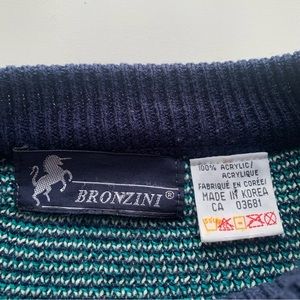 BRONZINI®
100% ACRYLIC/
ACRYLIQUE
FABRIQUÉ EN CORÉE/
MADE IN KOREA
CA 03681